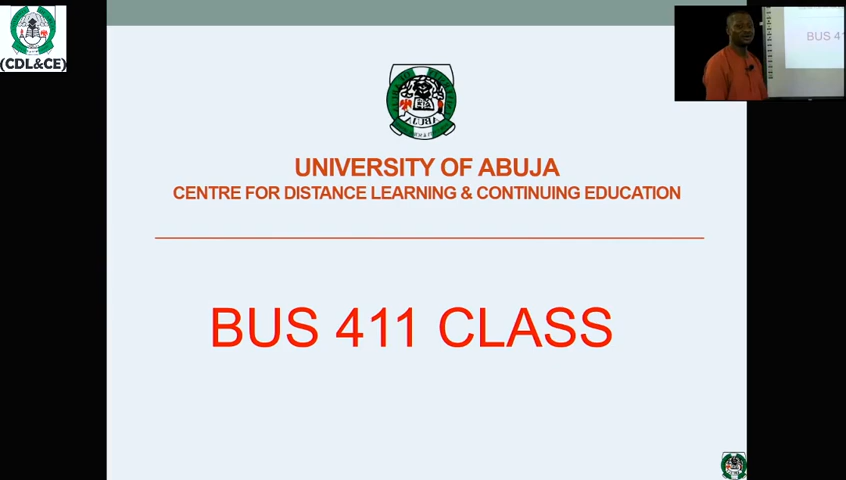 (CDL&CE)
BUS 41
UNIVERSITY OF ABUJA
CENTRE FOR DISTANCE LEARNING & CONTINUING EDUCATION
BUS 411 CLASS